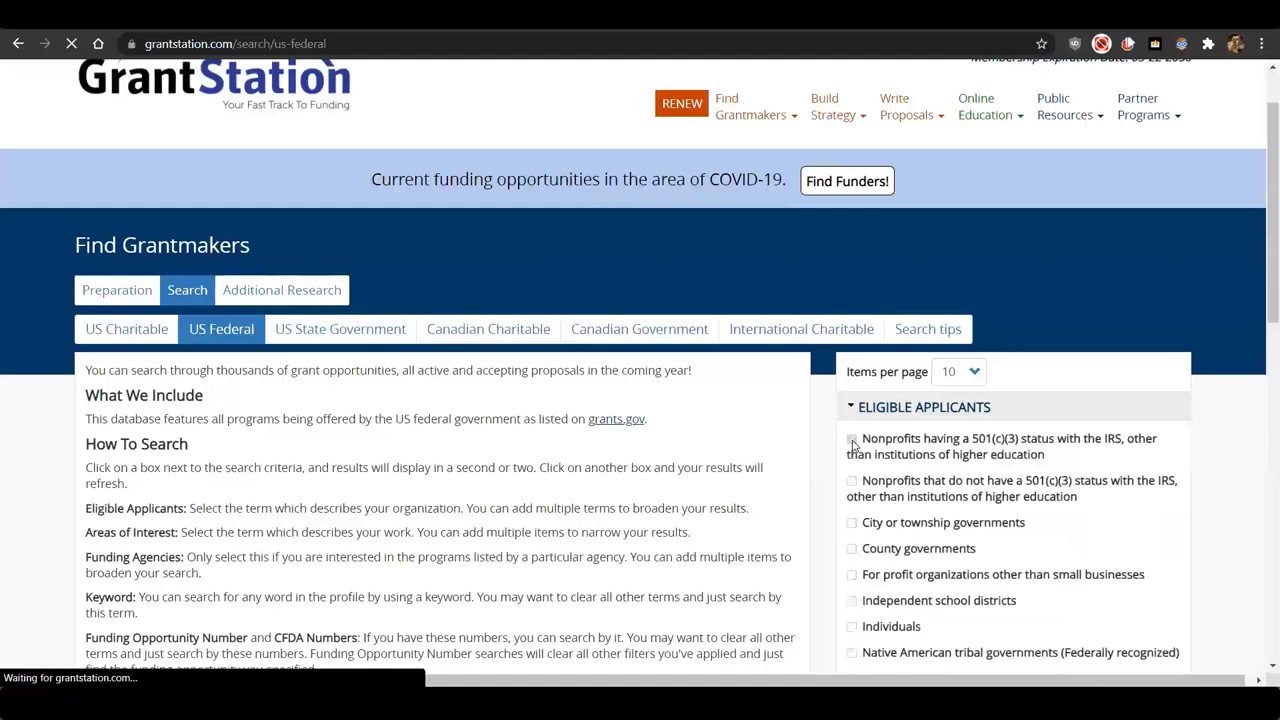 grantstation.com/search/us-federal
GrantStation
Your Fast Track To Funding
RENEW
Find
Grantmakers
Build
Strategy
Write
Proposals
Online
Education
Public
Resources
Partner
Programs
Current funding opportunities in the area of COVID-19.
Find Funders!
Find Grantmakers
Preparation
Search
Additional Research
US Charitable
US Federal
US State Government
Canadian Charitable
Canadian Government
International Charitable
Search tips
You can search through thousands of grant opportunities, all active and accepting proposals in the coming year!
What We Include
This database features all programs being offered by the US federal government as listed on grants.gov.
How To Search
Click on a box next to the search criteria, and results will display in a second or two. Click on another box and your results will
refresh.
Eligible Applicants: Select the term which describes your organization. You can add multiple terms to broaden your results.
Areas of Interest: Select the term which describes your work. You can add multiple items to narrow your results.
Funding Agencies: Only select this if you are interested in the programs listed by a particular agency. You can add multiple items to
broaden your search.
Keyword: You can search for any word in the profile by using a keyword. You may want to clear all other terms and just search by
this term.
Funding Opportunity Number and CFDA Numbers: If you have these numbers, you can search by it. You may want to clear all other
terms and just search by these numbers. Funding Opportunity Number searches will clear all other filters you've applied and just
find the funding opportunity you specified.
Items per page 10
ELIGIBLE APPLICANTS
Nonprofits having a 501(c)(3) status with the IRS, other
than institutions of higher education
Nonprofits that do not have a 501(c)(3) status with the IRS,
other than institutions of higher education
City or township governments
County governments
For profit organizations other than small businesses
Independent school districts
Individuals
Native American tribal governments (Federally recognized)
Waiting for grantstation.com...